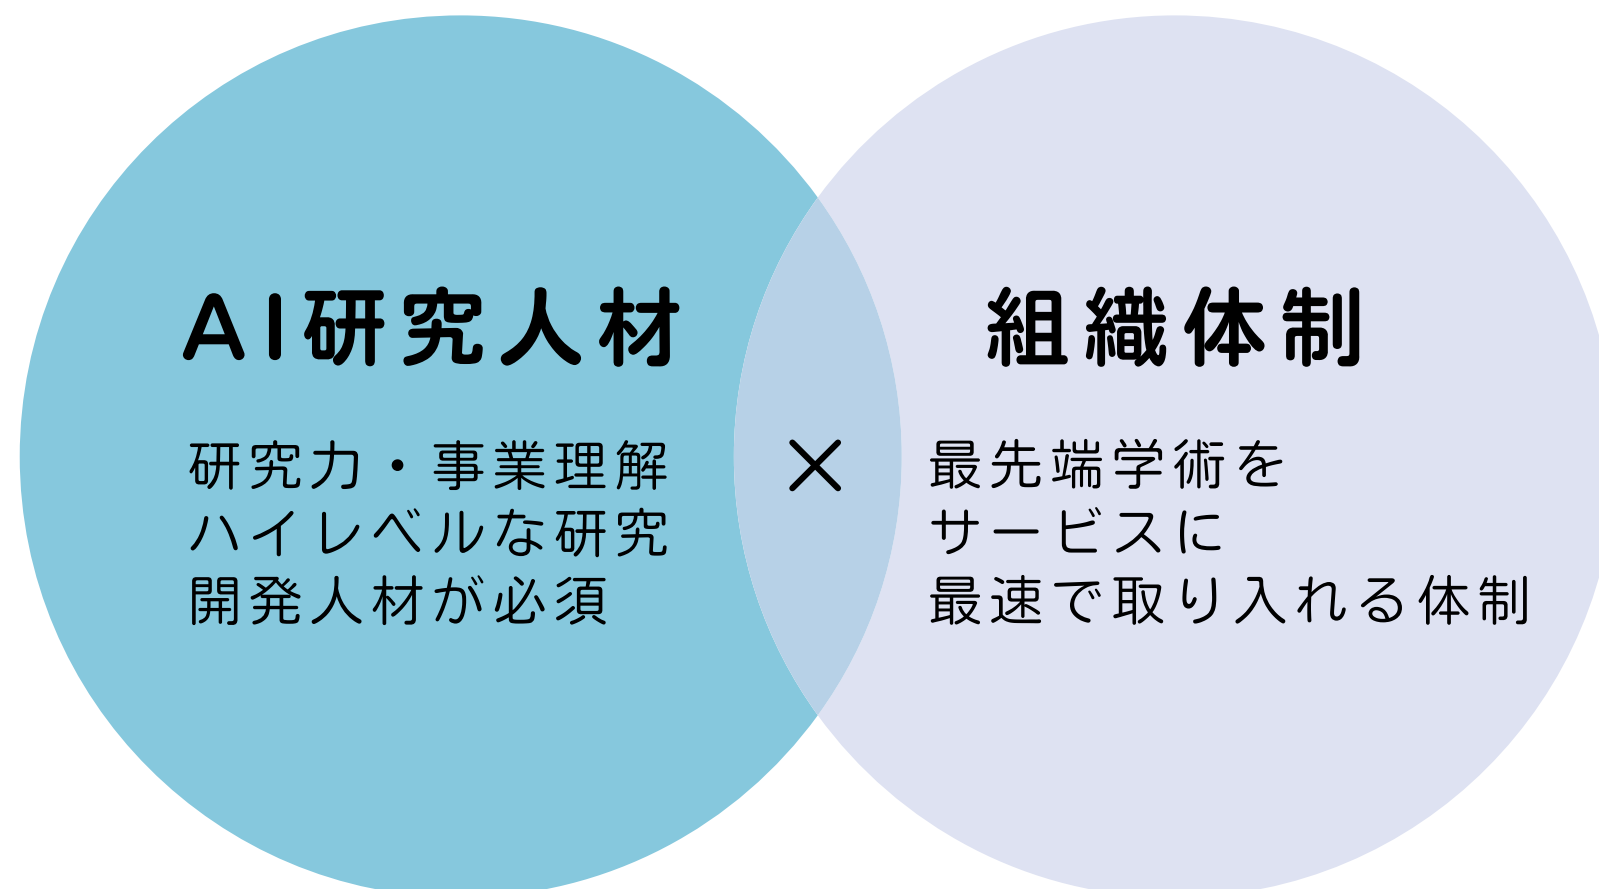 AI研究人材
研究力・事業理解
ハイレベルな研究
開発人材が必須
×
組織体制
最先端学術を
サービスに
最速で取り入れる体制